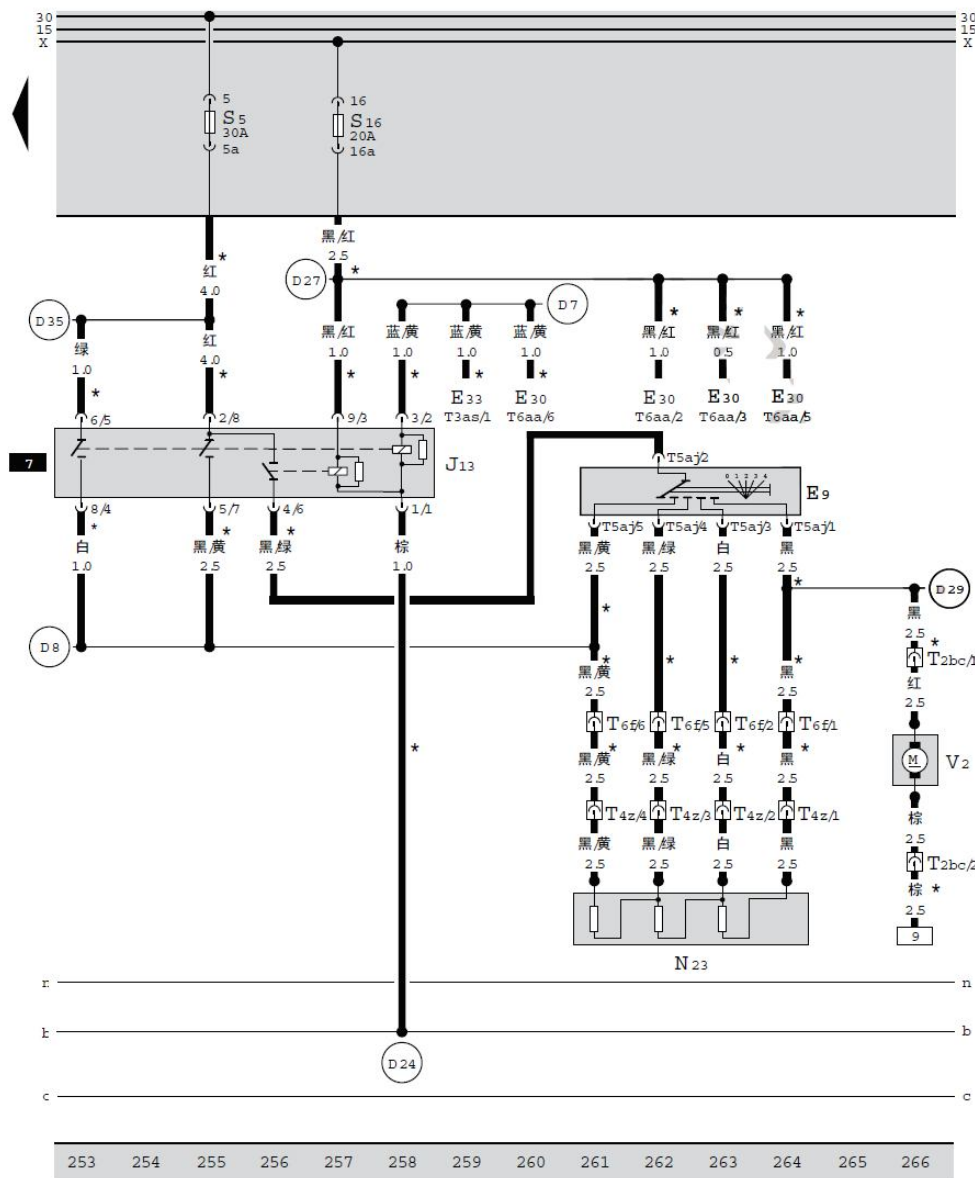 30 30
15 15
X X
5 16
S5 S16
30A 20A
5a 16a
黑/红
* 2.5 *
红 D27
4.0 D7
D35
绿 红 黑/红 蓝/黄 蓝/黄 蓝/黄 黑/红 * 黑/红 * 黑/红 *
1.0 4.0 1.0 1.0 1.0 1.0 1.0 0.5 1.0
* * * * * *
E33 E30 E30 E30 E30
T3as/1 T6aa/6 T6aa/2 T6aa/3 T6aa/5
6/5 2/8 9/3 3/2
7 J13
T5aj/2
0 1 2 3 4
E9
8/4 5/7 4/6 1/1
T5aj/5 T5aj/4 T5aj/3 T5aj/1
* * *
白 黑/黄 黑/绿 棕 黑/黄 黑/绿 白 黑
1.0 2.5 2.5 1.0 2.5 2.5 2.5 2.5
* * D29
黑
2.5
D8 *
* * * * T2bc/1
黑/黄 黑 红
2.5 2.5 2.5
T6f/6 T6f/5 T6f/2 T6f/1
* * * * *
黑/黄 黑/绿 白 黑 M V2
2.5 2.5 2.5 2.5
T4z/4 T4z/3 T4z/2 T4z/1 棕
2.5
黑/黄 黑/绿 白 黑
2.5 2.5 2.5 2.5 T2bc/2
棕 *
2.5
9
N23
n n
b b
D24
c c
253 254 255 256 257 258 259 260 261 262 263 264 265 266